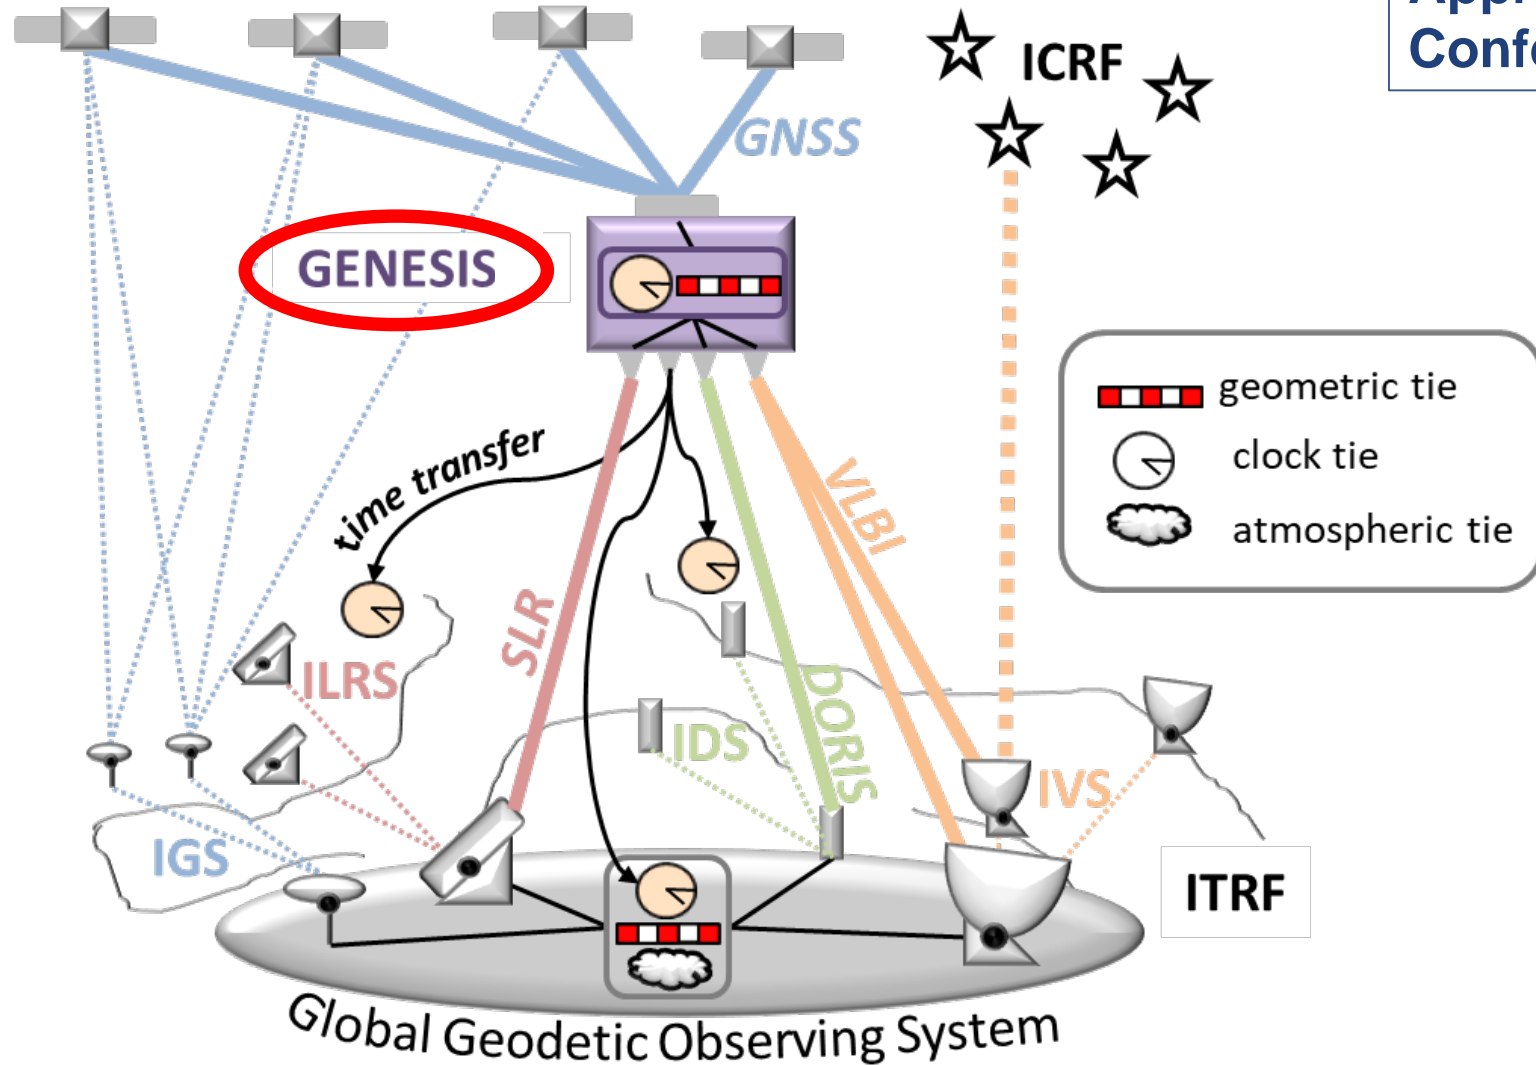 ICRF
GNSS
GENESIS
geometric tie
clock tie
atmospheric tie
time transfer
VLBI
SLR
ILRS
DORIS
IDS
IVS
IGS
ITRF
Global Geodetic Observing System